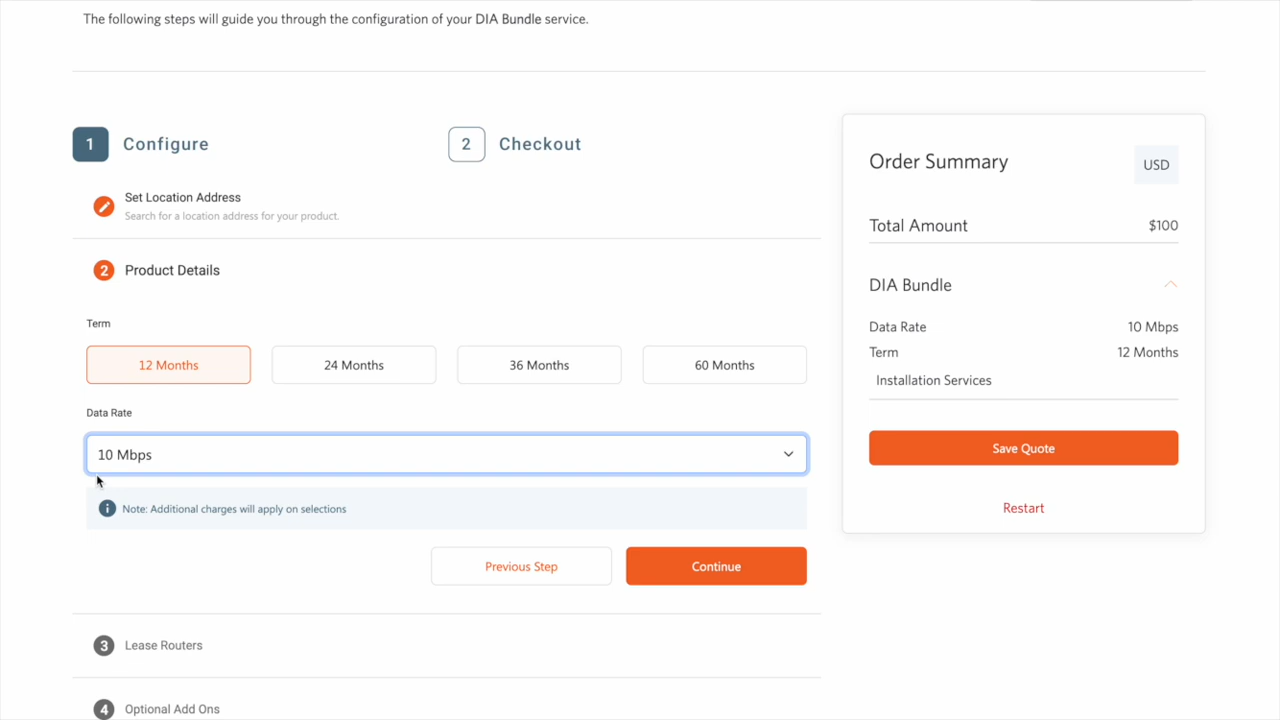 The following steps will guide you through the configuration of your DIA Bundle service.
1 Configure
2 Checkout
Set Location Address
Search for a location address for your product.
2 Product Details
Term
12 Months
24 Months
36 Months
60 Months
Data Rate
10 Mbps
Note: Additional charges will apply on selections
Previous Step
Continue
3 Lease Routers
4 Optional Add Ons
Order Summary
USD
Total Amount $100
DIA Bundle
Data Rate 10 Mbps
Term 12 Months
Installation Services
Save Quote
Restart